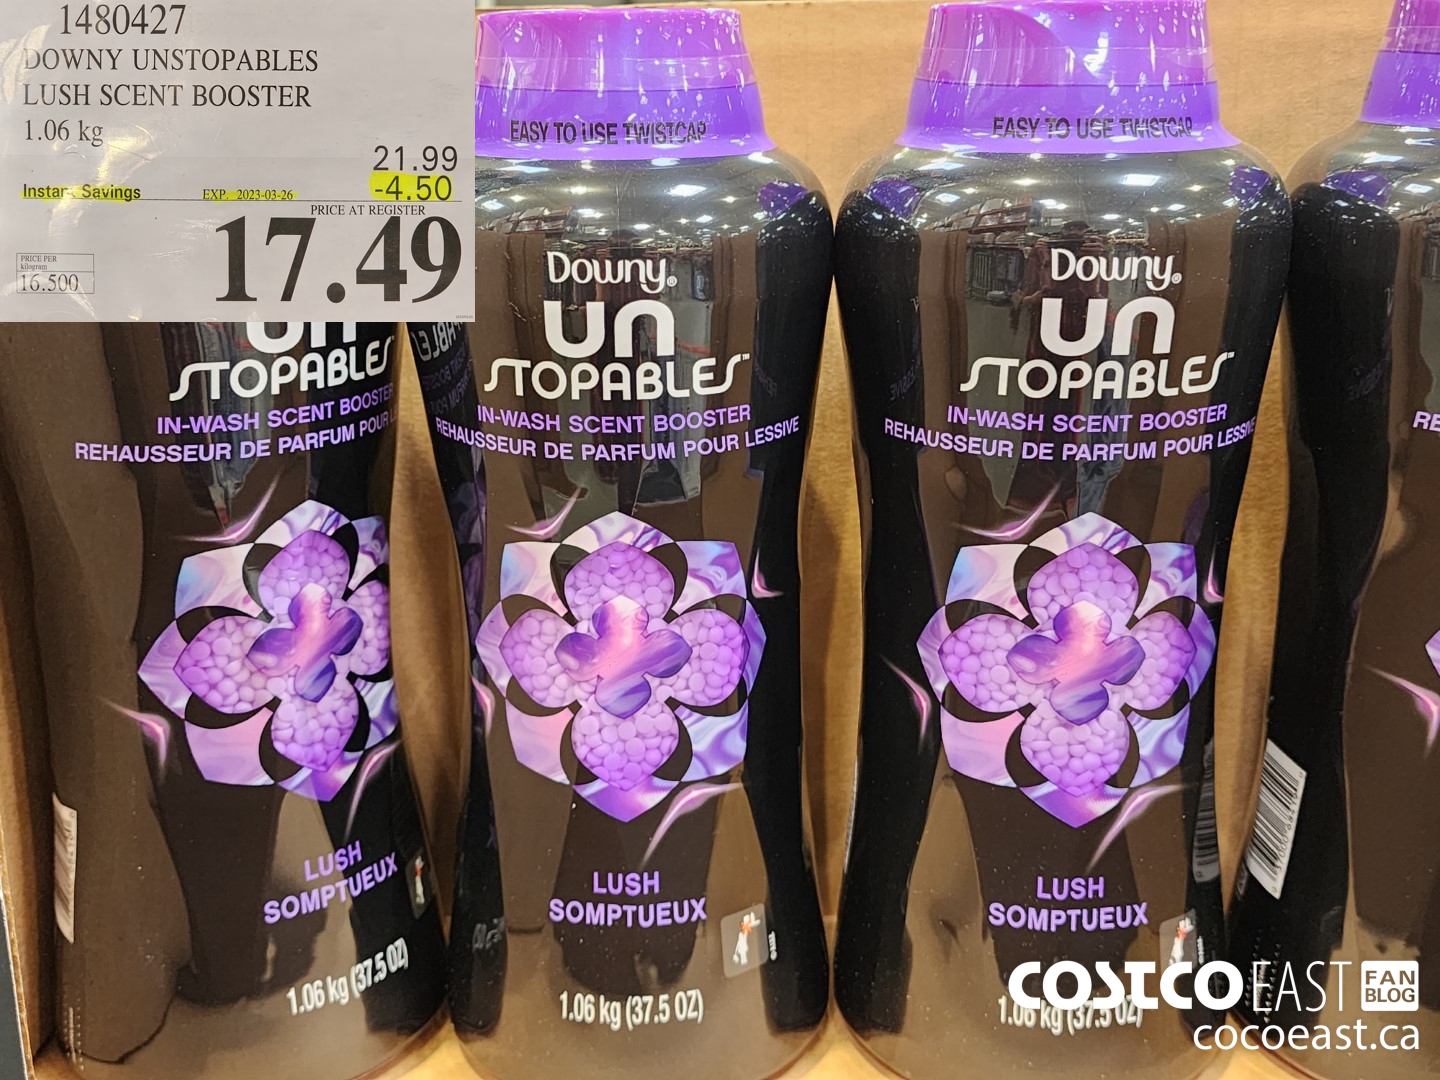 1480427
DOWNY UNSTOPABLES
LUSH SCENT BOOSTER
1.06 kg
21.99
Instant Savings EXP. 2023-03-26 -4.50
PRICE AT REGISTER
17.49
PRICE PER
kilogram
16.500
UN
STOPABLES
IN-WASH SCENT BOOSTER
REHAUSSEUR DE PARFUM POUR L
LUSH
SOMPTUEUX
1.06 kg (37.5 OZ)
EASY TO USE TWISTCAP
Downy®
UN
STOPABLES™
IN-WASH SCENT BOOSTER
REHAUSSEUR DE PARFUM POUR LESSIVE
LUSH
SOMPTUEUX
1.06 kg (37.5 OZ)
EASY TO USE TWISTCAP
Downy®
UN
STOPABLES™
IN-WASH SCENT BOOSTER
REHAUSSEUR DE PARFUM POUR LESSIVE
LUSH
SOMPTUEUX
1.06 kg (37.5 OZ)
RE
COSTCO EAST FAN BLOG
cocoeast.ca